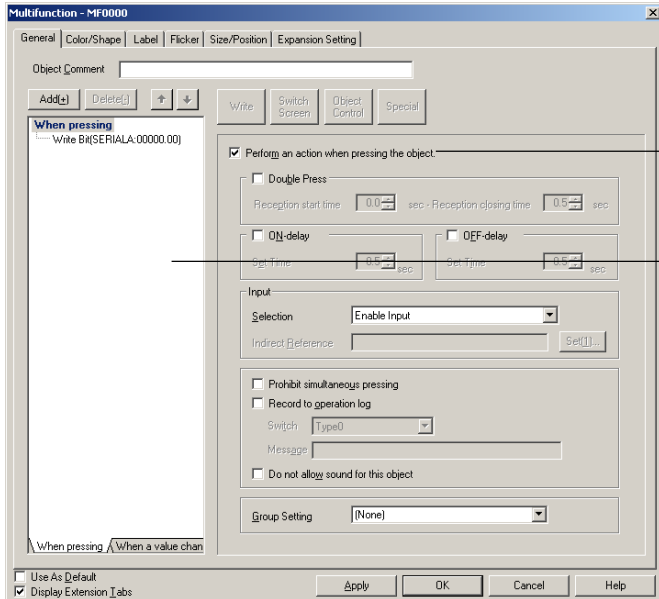 Multifunction - MF0000
General Color/Shape Label Flicker Size/Position Expansion Setting
Object Comment
Add(+) Delete(-)
Write Switch Screen Object Control Special
When pressing
Write Bit(SERIALA:00000.00)
Perform an action when pressing the object.
Double Press
Reception start time 0.0 sec - Reception closing time 0.5 sec
ON-delay OFF-delay
Set Time 0.5 sec Set Time 0.5 sec
Input
Selection Enable Input
Indirect Reference Set[1]...
Prohibit simultaneous pressing
Record to operation log
Switch Type0
Message
Do not allow sound for this object
Group Setting (None)
When pressing When a value chan
Use As Default
Display Extension Tabs
Apply OK Cancel Help